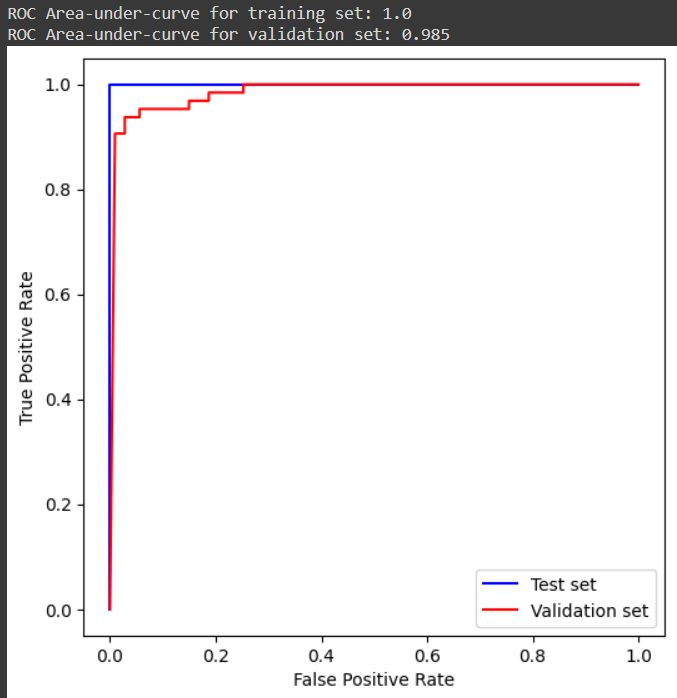 ROC Area-under-curve for training set: 1.0
ROC Area-under-curve for validation set: 0.985
1.0
0.8
0.6
0.4
0.2
0.0
True Positive Rate
Test set
Validation set
0.0 0.2 0.4 0.6 0.8 1.0
False Positive Rate